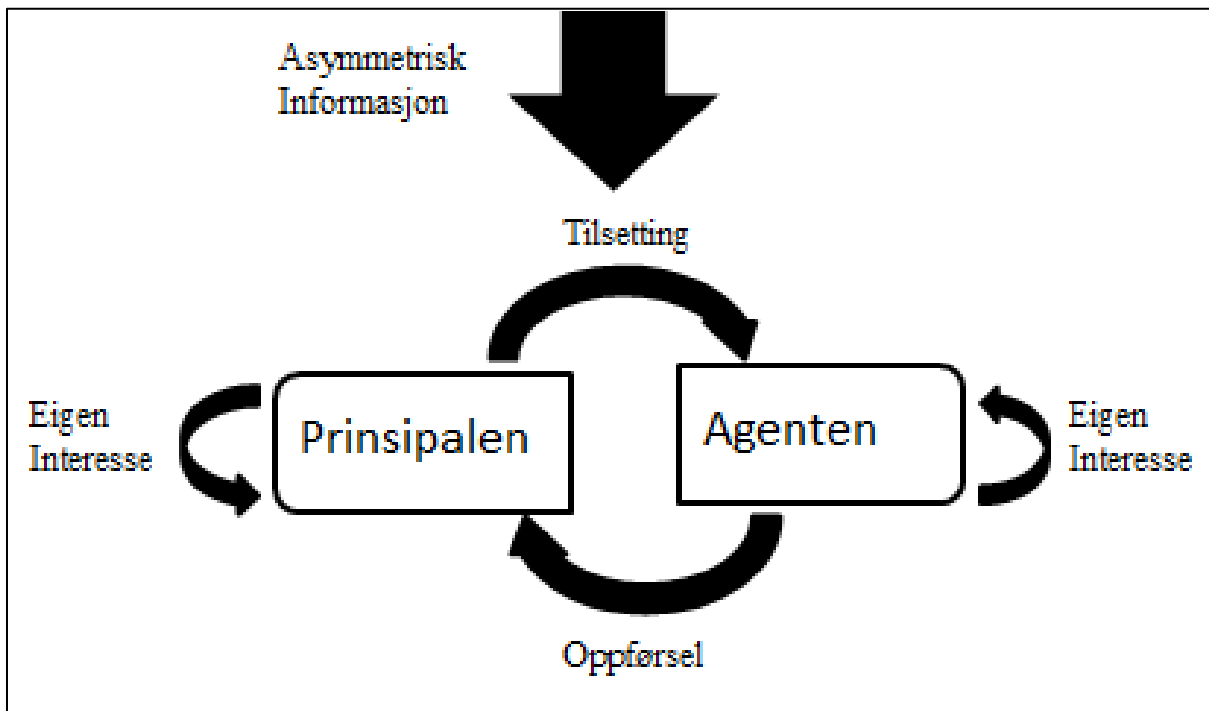 Asymmetrisk
Informasjon
Tilsetting
Eigen
Interesse
Prinsipalen
Agenten
Eigen
Interesse
Oppførsel